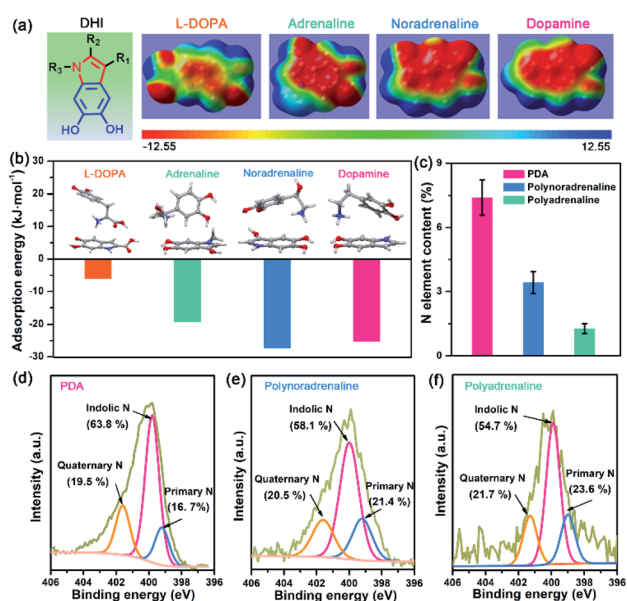 (a)
DHI
L-DOPA
Adrenaline
Noradrenaline
Dopamine
R2
R3
R1
N
HO
OH
-12.55
12.55
(b)
Adsorption energy (kJ·mol-1)
30
20
10
0
-10
-20
-30
L-DOPA
Adrenaline
Noradrenaline
Dopamine
(c)
N element content (%)
9
6
3
0
PDA
Polynoradrenaline
Polyadrenaline
(d)
PDA
Intensity (a.u.)
Indolic N
(63.8 %)
Quaternary N
(19.5 %)
Primary N
(16. 7%)
406 404 402 400 398 396
Binding energy (eV)
(e)
Polynoradrenaline
Intensity (a.u.)
Indolic N
(58.1 %)
Quaternary N
(20.5 %)
Primary N
(21.4 %)
406 404 402 400 398 396
Binding energy (eV)
(f)
Polyadrenaline
Intensity (a.u.)
Indolic N
(54.7 %)
Quaternary N
(21.7 %)
Primary N
(23.6 %)
406 404 402 400 398 396
Binding energy (eV)